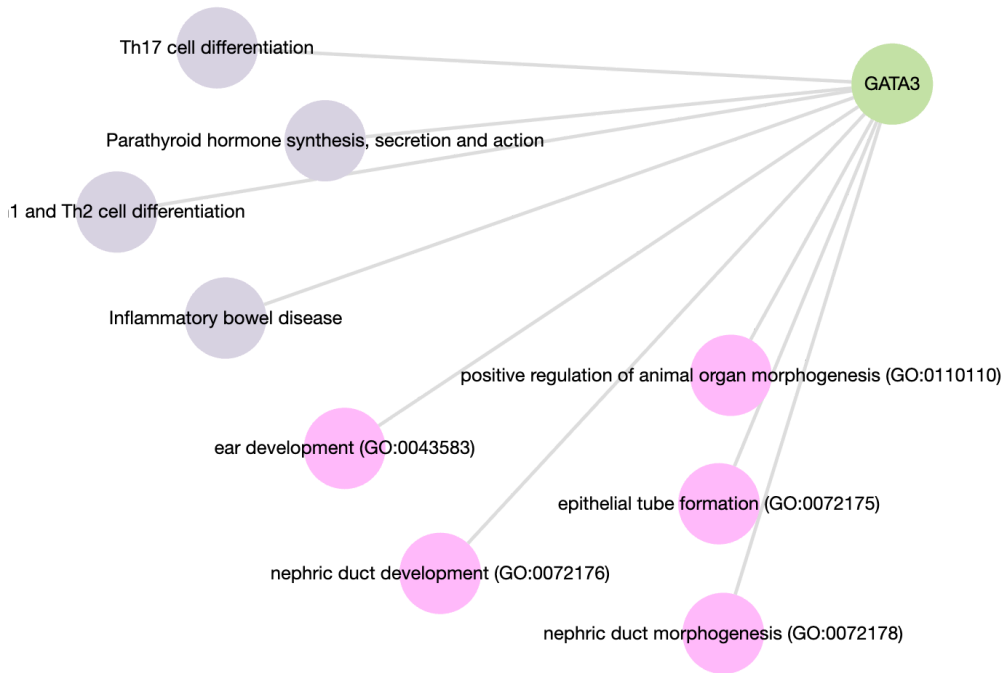 Th17 cell differentiation
GATA3
Parathyroid hormone synthesis, secretion and action
1 and Th2 cell differentiation
Inflammatory bowel disease
positive regulation of animal organ morphogenesis (GO:0110110)
ear development (GO:0043583)
epithelial tube formation (GO:0072175)
nephric duct development (GO:0072176)
nephric duct morphogenesis (GO:0072178)